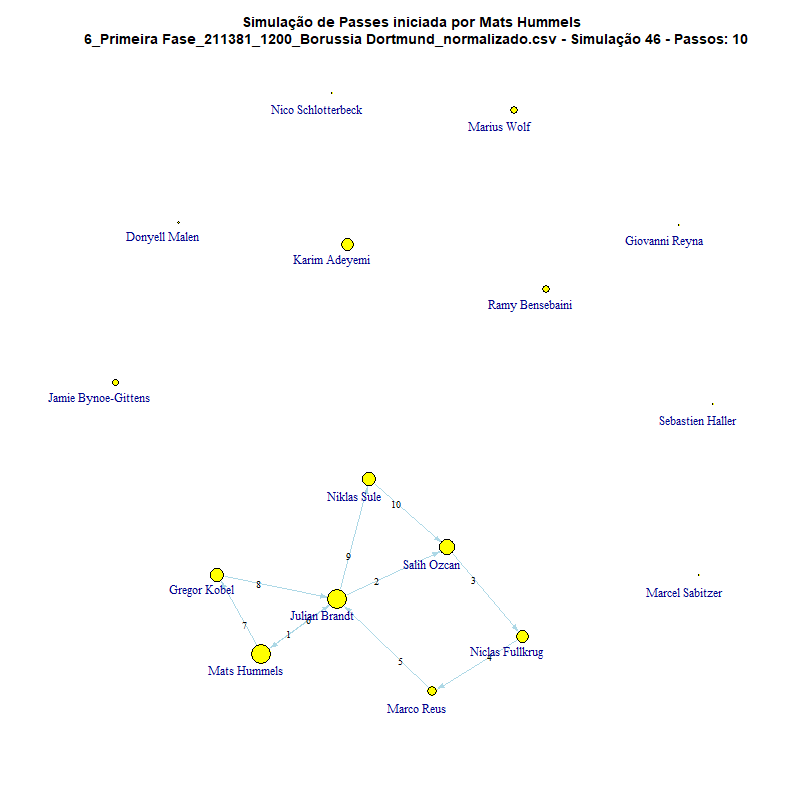 Simulação de Passes iniciada por Mats Hummels
6_Primeira Fase_211381_1200_Borussia Dortmund_normalizado.csv - Simulação 46 - Passos: 10
Nico Schlotterbeck
Marius Wolf
Donyell Malen
Giovanni Reyna
Karim Adeyemi
Ramy Bensebaini
Jamie Bynoe-Gittens
Sebastien Haller
Niklas Sule
10
9
Salih Ozcan
2
3
8
Gregor Kobel
Marcel Sabitzer
Julian Brandt
6
7
1
Niclas Fullkrug
4
5
Mats Hummels
Marco Reus